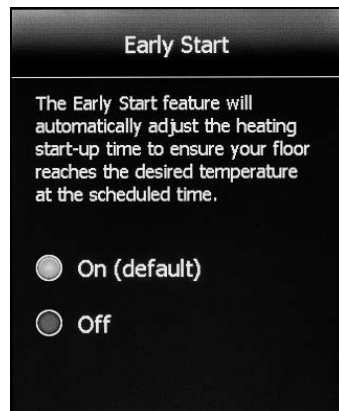 Early Start
The Early Start feature will
automatically adjust the heating
start-up time to ensure your floor
reaches the desired temperature
at the scheduled time.
On (default)
Off